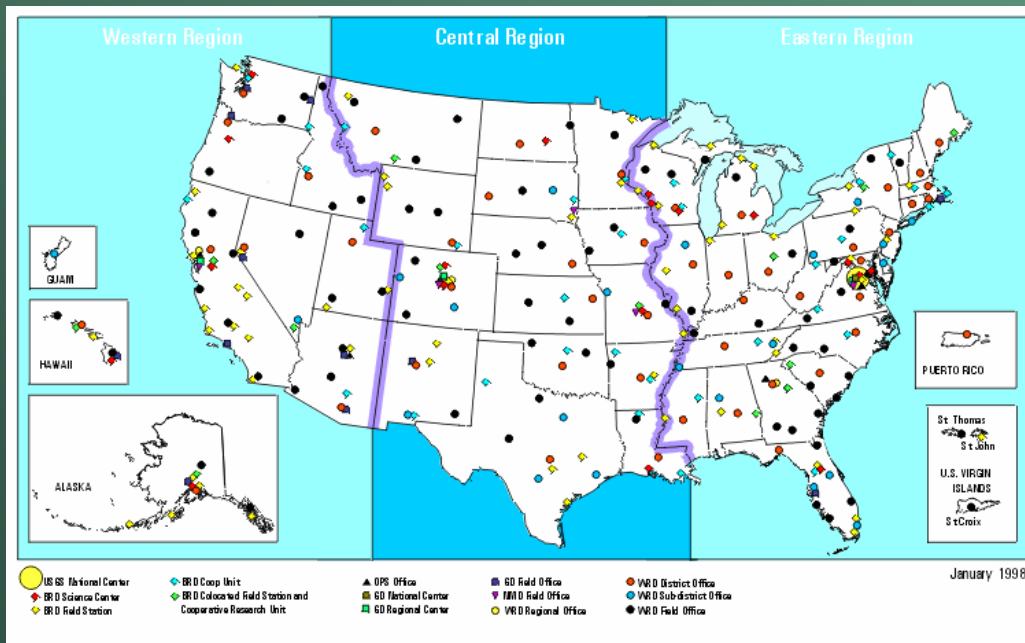 Western Region
Central Region
Eastern Region
GUAM
HAWAII
ALASKA
PUERTO RICO
St Thomas
St John
U.S. VIRGIN
ISLANDS
St Croix
January 1998
USGS National Center
BRD Science Center
BRD Field Station
BRD Coop Unit
BRD Colocated Field Station and
Cooperative Research Unit
OPS Office
GD National Center
GD Regional Center
GD Field Office
NMD Field Office
WRD Regional Office
WRD District Office
WRD Sub-district Office
WRD Field Office